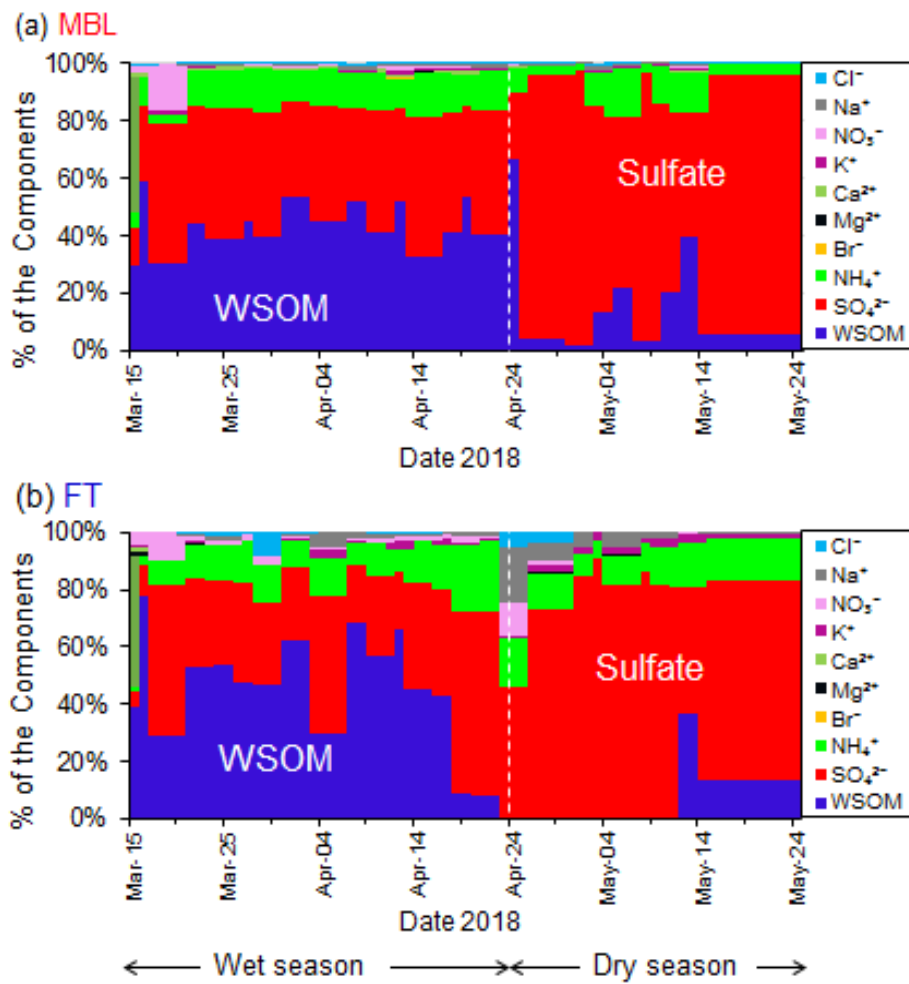 (a) MBL
% of the Components
100%
80%
60%
40%
20%
0%
Sulfate
WSOM
Cl⁻
Na⁺
NO₃⁻
K⁺
Ca²⁺
Mg²⁺
Br⁻
NH₄⁺
SO₄²⁻
WSOM
Mar-15
Mar-25
Apr-04
Apr-14
Apr-24
May-04
May-14
May-24
Date 2018
(b) FT
% of the Components
100%
80%
60%
40%
20%
0%
Sulfate
WSOM
Cl⁻
Na⁺
NO₃⁻
K⁺
Ca²⁺
Mg²⁺
Br⁻
NH₄⁺
SO₄²⁻
WSOM
Mar-15
Mar-25
Apr-04
Apr-14
Apr-24
May-04
May-14
May-24
Date 2018
Wet season
Dry season